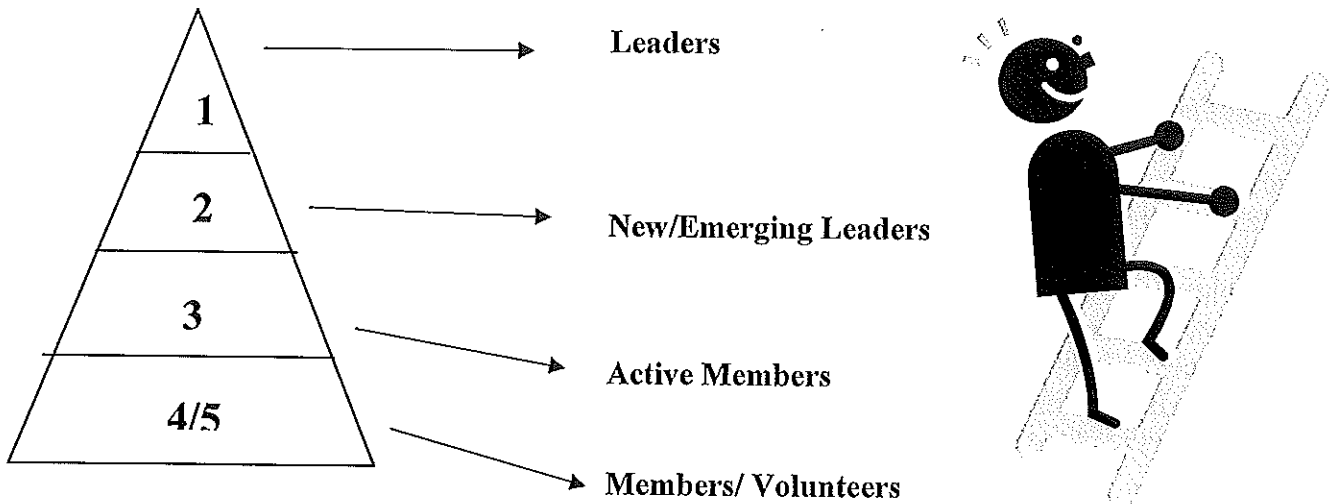 1
Leaders
2
New/Emerging Leaders
3
Active Members
4/5
Members/ Volunteers